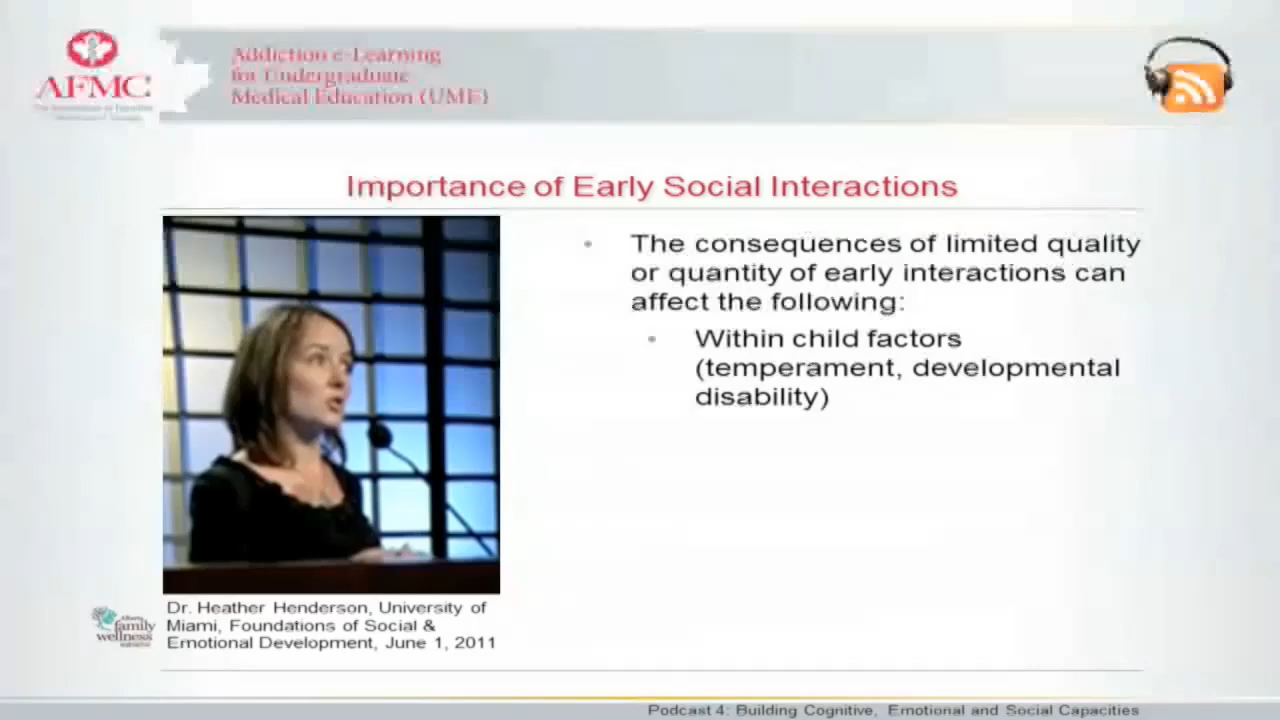 AFMC
Addiction e-Learning
for Undergraduate
Medical Education (UME)
Importance of Early Social Interactions
• The consequences of limited quality
or quantity of early interactions can
affect the following:
• Within child factors
(temperament, developmental
disability)
Dr. Heather Henderson, University of
Miami, Foundations of Social &
Emotional Development, June 1, 2011
family
wellness
Podcast 4: Building Cognitive, Emotional and Social Capacities